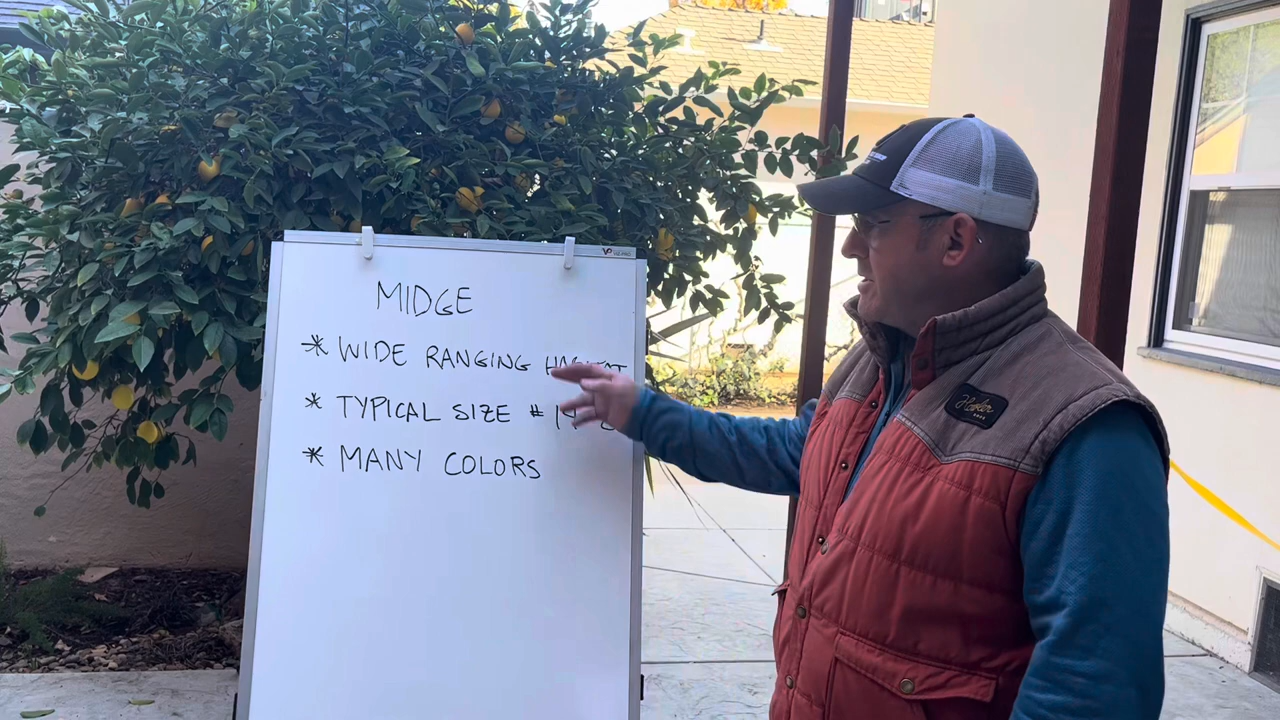 MIDGE
* WIDE RANGING
* TYPICAL SIZE #
* MANY COLORS